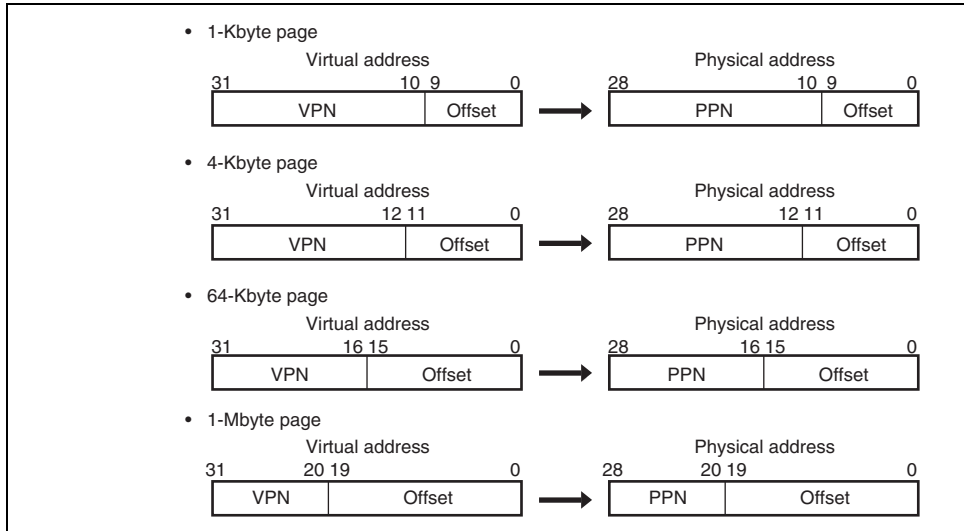 • 1-Kbyte page
Virtual address Physical address
31 10 9 0 28 10 9 0
VPN Offset PPN Offset
• 4-Kbyte page
Virtual address Physical address
31 12 11 0 28 12 11 0
VPN Offset PPN Offset
• 64-Kbyte page
Virtual address Physical address
31 16 15 0 28 16 15 0
VPN Offset PPN Offset
• 1-Mbyte page
Virtual address Physical address
31 20 19 0 28 20 19 0
VPN Offset PPN Offset